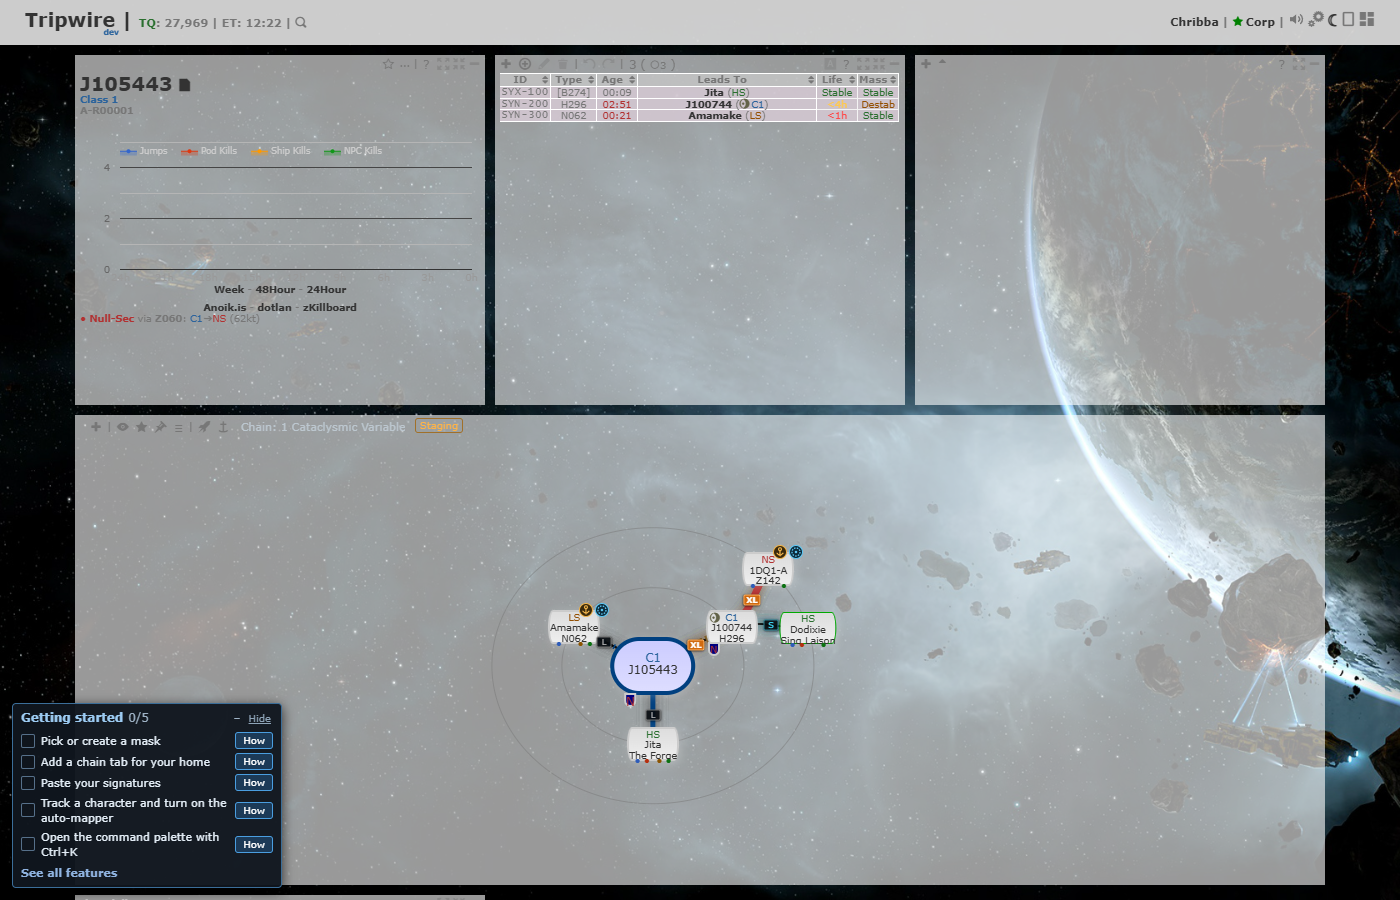 Tripwire |
dev
TQ: 27,969 | ET: 12:22 |
Chribba | ★ Corp |
J105443
Class 1
A-R00001
Jumps Pod Kills Ship Kills NPC Kills
4
2
0
Week - 48Hour - 24Hour
Anoik.is - dotlan - zKillboard
• Null-Sec via Z060: C1→NS (62kt)
... | ?
| 3 ( O3 )
?
ID Type Age Leads To Life Mass
SYX-100 [B274] 00:09 Jita (HS) Stable Stable
SYN-200 H296 02:51 J100744 (C1) Destab
SYN-300 N062 00:21 Amamake (LS) <1h Stable
?
Chain: 1 Cataclysmic Variable Staging
NS
1DQ1-A
Z142
XL
LS
Amamake
N062
L
C1
J100744
H296
S
HS
Dodixie
Sinq Laison
XL
C1
J105443
L
HS
Jita
The Forge
Getting started 0/5 – Hide
Pick or create a mask How
Add a chain tab for your home How
Paste your signatures How
Track a character and turn on the
auto-mapper How
Open the command palette with
Ctrl+K How
See all features